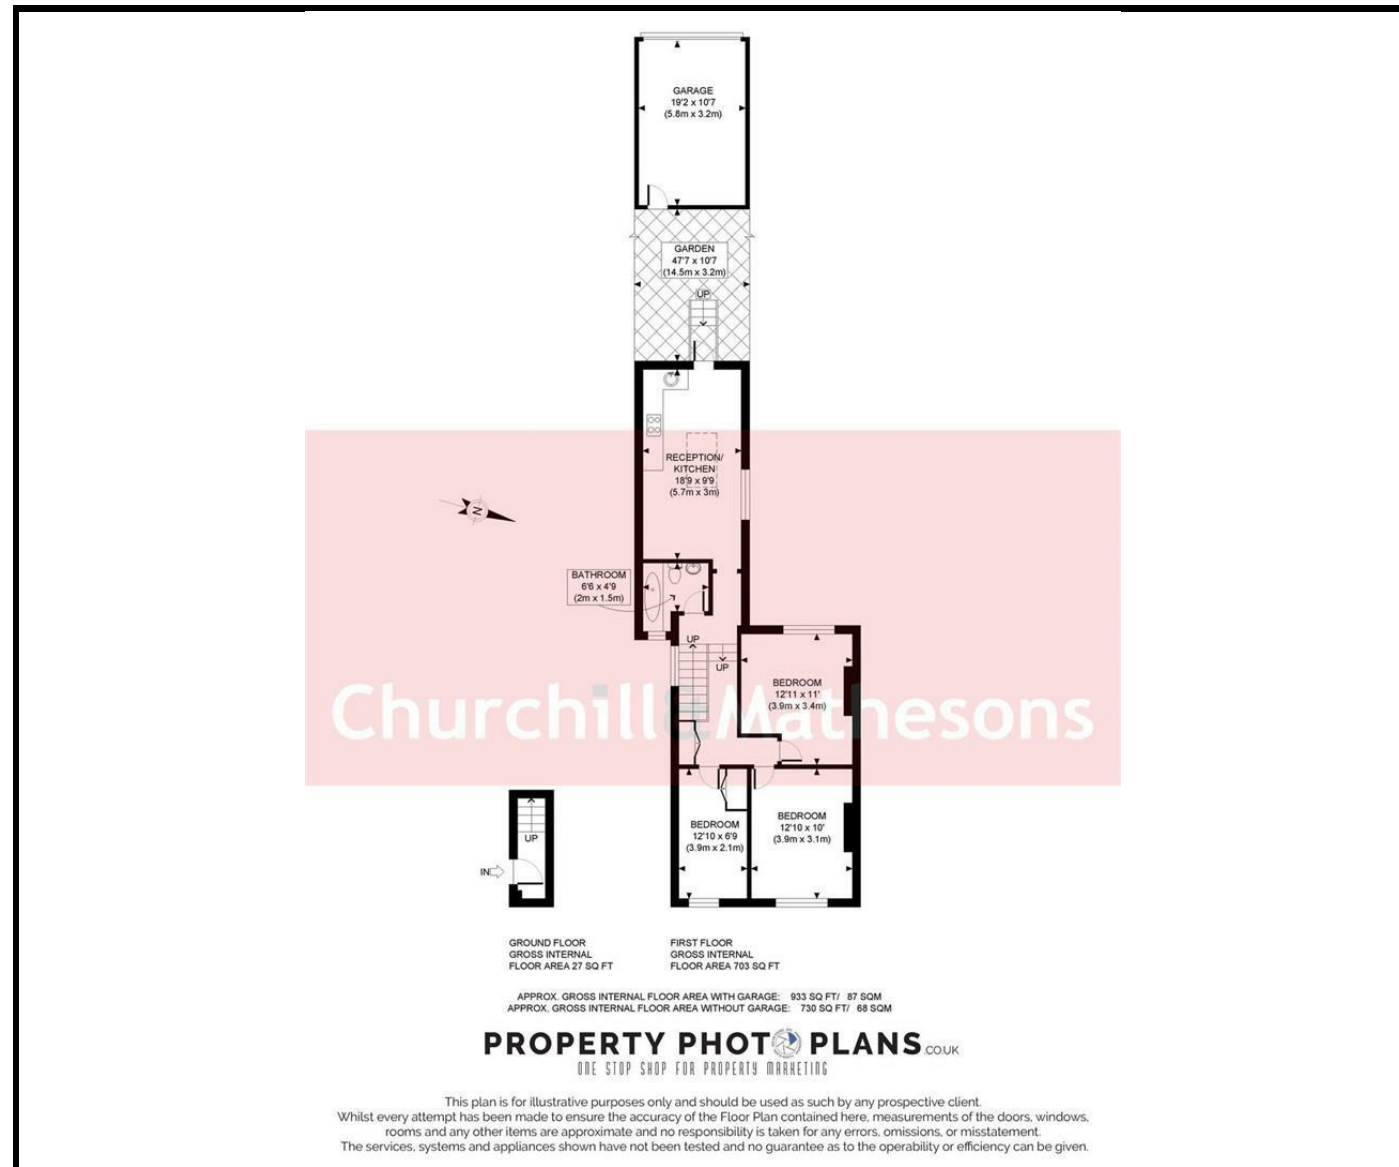 GARAGE
19'2 x 10'7
(5.8m x 3.2m)
GARDEN
47'7 x 10'7
(14.5m x 3.2m)
UP
RECEPTION/
KITCHEN
18'9 x 9'9
(5.7m x 3m)
N
BATHROOM
6'6 x 4'9
(2m x 1.5m)
UP
UP
BEDROOM
12'11 x 11'
(3.9m x 3.4m)
Churchill&Mathesons
BEDROOM
12'10 x 6'9
(3.9m x 2.1m)
BEDROOM
12'10 x 10'
(3.9m x 3.1m)
UP
IN
GROUND FLOOR
GROSS INTERNAL
FLOOR AREA 27 SQ FT
FIRST FLOOR
GROSS INTERNAL
FLOOR AREA 703 SQ FT
APPROX. GROSS INTERNAL FLOOR AREA WITH GARAGE: 933 SQ FT/ 87 SQM
APPROX. GROSS INTERNAL FLOOR AREA WITHOUT GARAGE: 730 SQ FT/ 68 SQM
PROPERTY PHOTO PLANS.CO.UK
ONE STOP SHOP FOR PROPERTY MARKETING
This plan is for illustrative purposes only and should be used as such by any prospective client.
Whilst every attempt has been made to ensure the accuracy of the Floor Plan contained here, measurements of the doors, windows,
rooms and any other items are approximate and no responsibility is taken for any errors, omissions, or misstatement.
The services, systems and appliances shown have not been tested and no guarantee as to the operability or efficiency can be given.